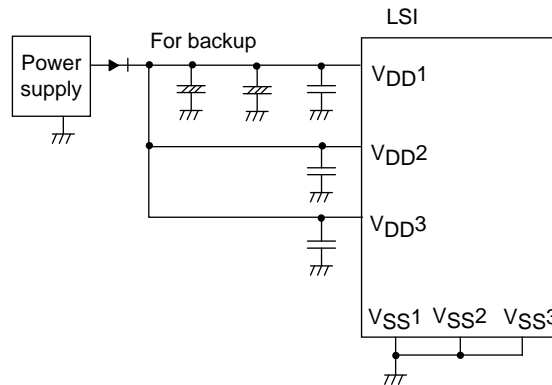 LSI
For backup
Power
supply
VDD1
VDD2
VDD3
VSS1 VSS2 VSS3